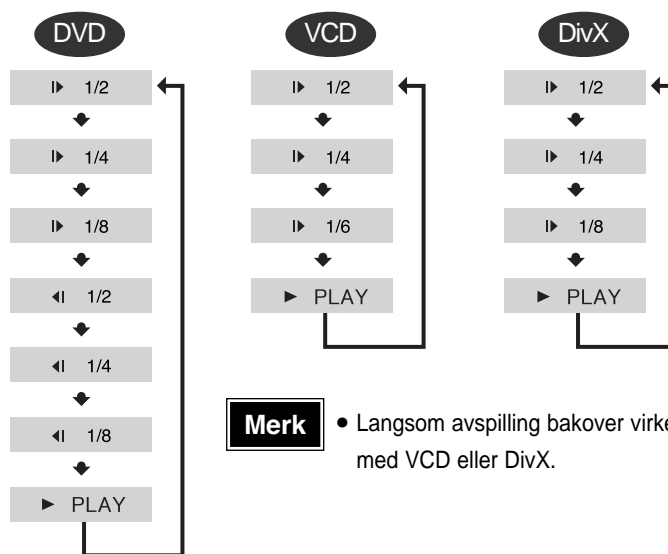 DVD
1/2
1/4
1/8
1/2
1/4
1/8
PLAY
VCD
1/2
1/4
1/6
PLAY
DivX
1/2
1/4
1/8
PLAY
Merk
• Langsom avspilling bakover
med VCD eller DivX.